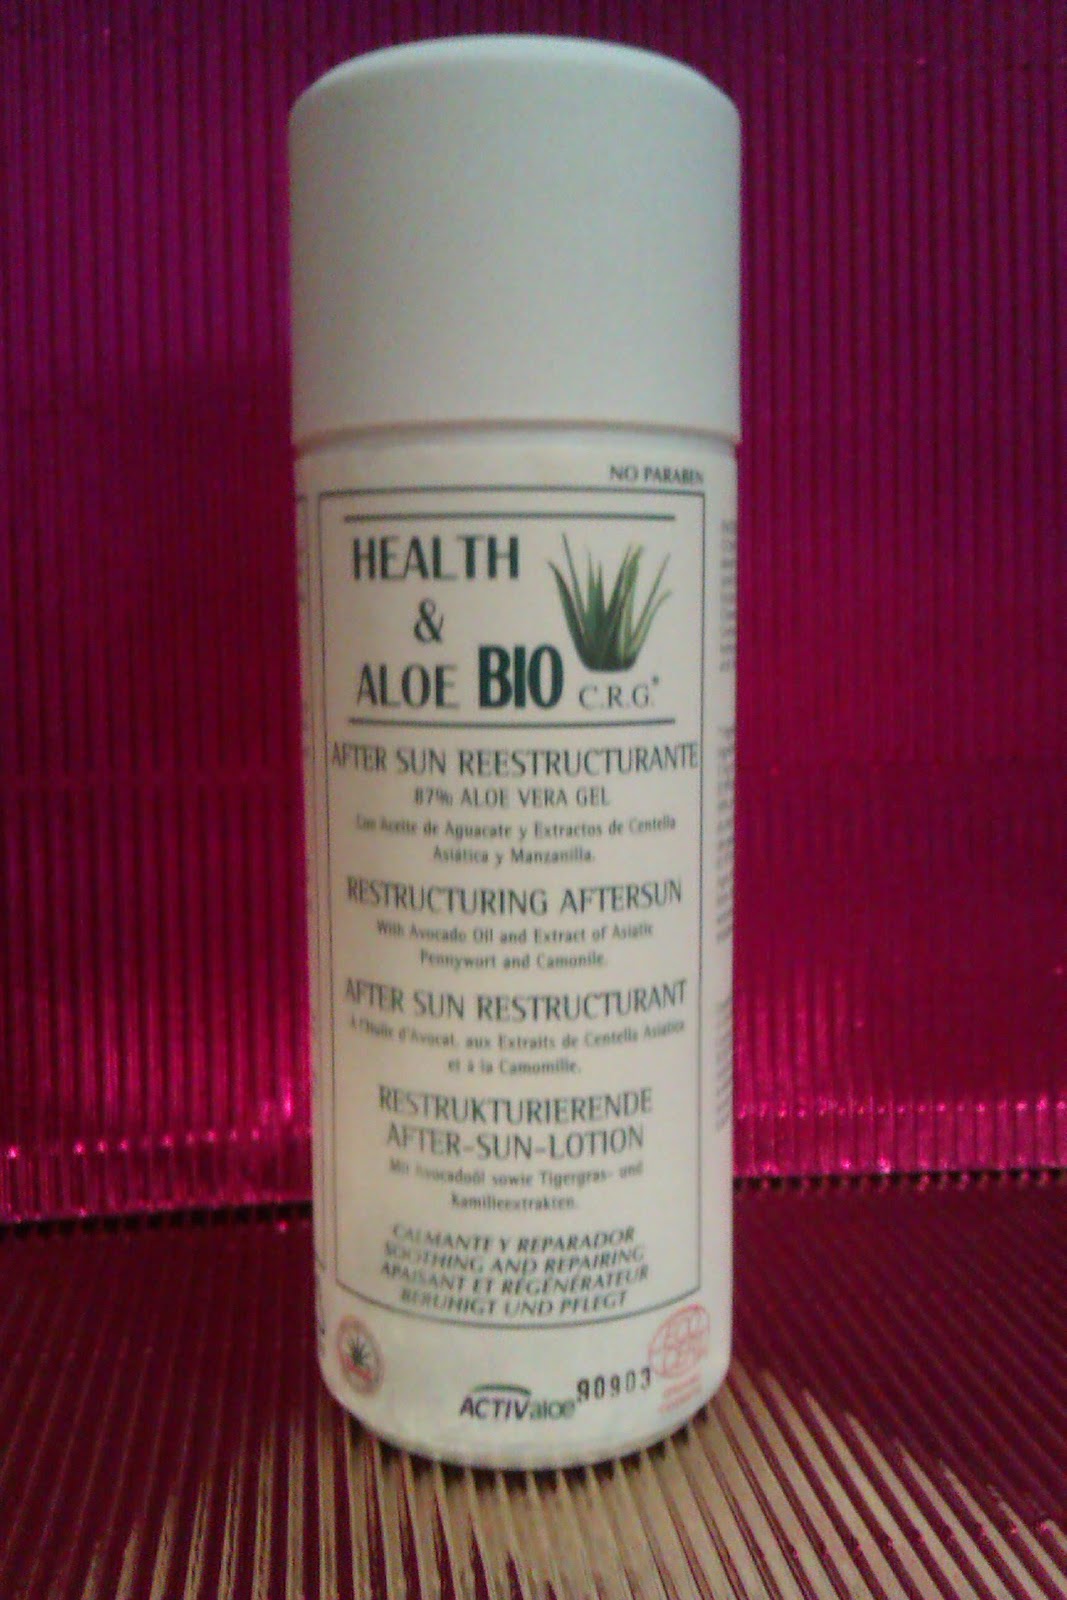 NO PARABEN
HEALTH
&
ALOE BIO C.R.G.®
AFTER SUN REESTRUCTURANTE
87% ALOE VERA GEL
Con Aceite de Aguacate y Extractos de Centella
Asiática y Manzanilla.
RESTRUCTURING AFTERSUN
With Avocado Oil and Extract of Asiatic
Pennywort and Camomile.
AFTER SUN RESTRUCTURANT
A l'Huile d'Avocat, aux Extraits de Centella Asiatica
et à la Camomille.
RESTRUKTURIERENDE
AFTER-SUN-LOTION
Mit Avocadoöl sowie Tigergras- und
Kamilleextrakten.
CALMANTE Y REPARADOR
SOOTHING AND REPAIRING
APAISANT ET RÉGÉNÉRATEUR
BERUHIGT UND PFLEGT
ECO
CERT
ACTIValoe
90903